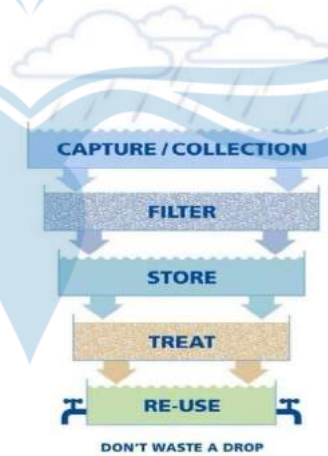 CAPTURE / COLLECTION
FILTER
STORE
TREAT
RE-USE
DON'T WASTE A DROP